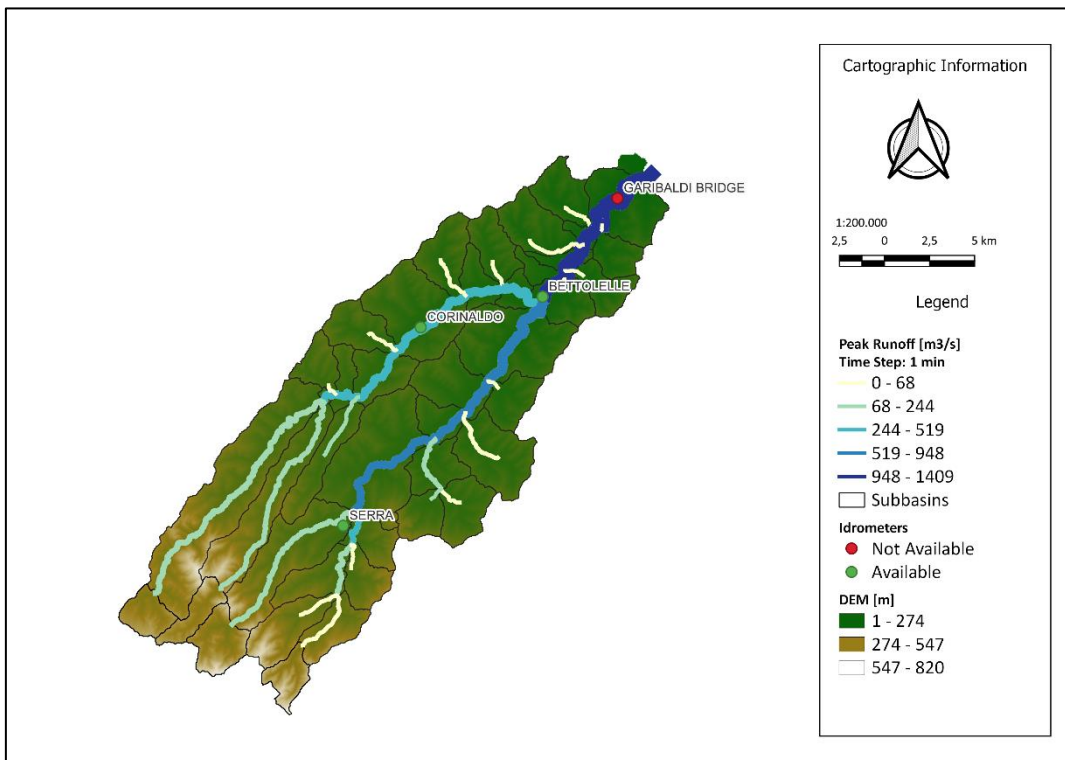 Cartographic Information
1:200.000
2,5 0 2,5 5 km
Legend
Peak Runoff [m3/s]
Time Step: 1 min
0 - 68
68 - 244
244 - 519
519 - 948
948 - 1409
Subbasins
Idrometers
Not Available
Available
DEM [m]
1 - 274
274 - 547
547 - 820
GARIBALDI BRIDGE
BETTOLELLE
CORINALDO
SERRA